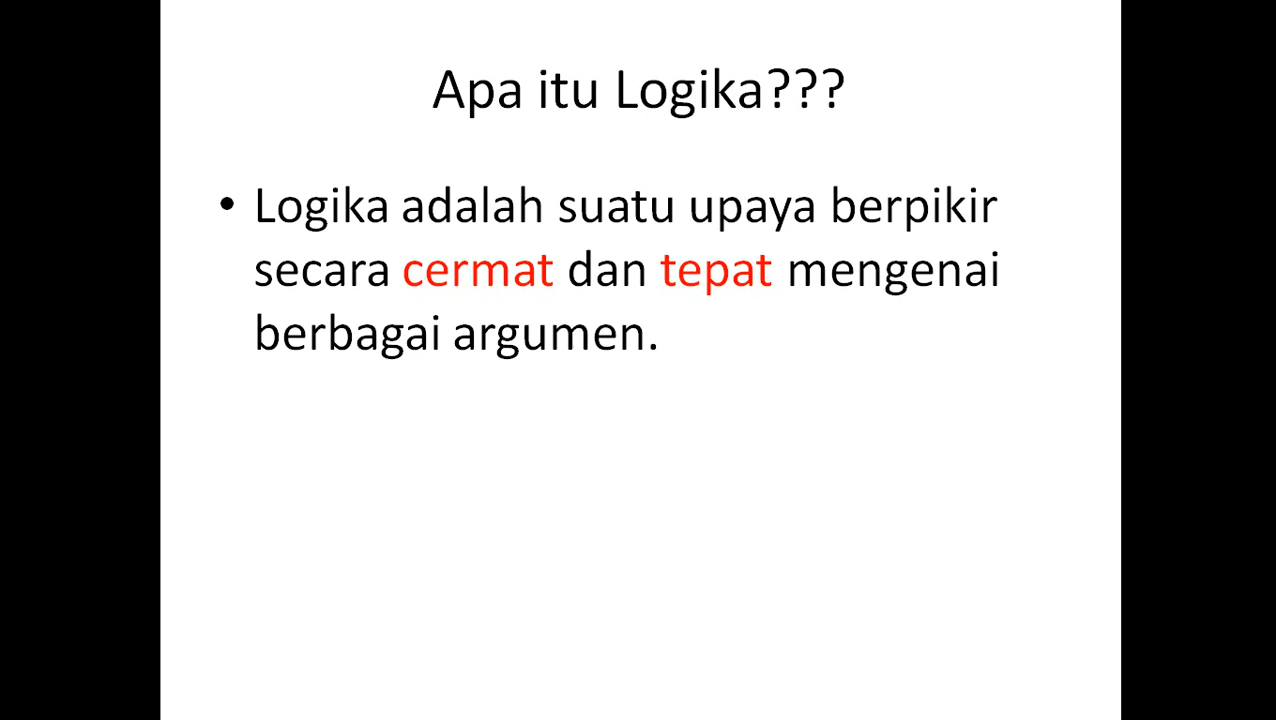 Apa itu Logika???
• Logika adalah suatu upaya berpikir
secara cermat dan tepat mengenai
berbagai argumen.